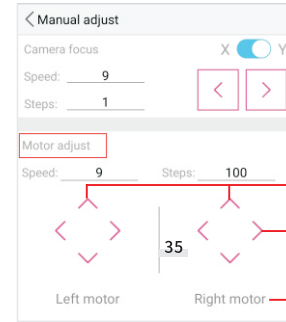 Manual adjust
Camera focus X Y
Speed: 9
Steps: 1
Motor adjust
Speed: 9 Steps: 100
35
Left motor Right motor